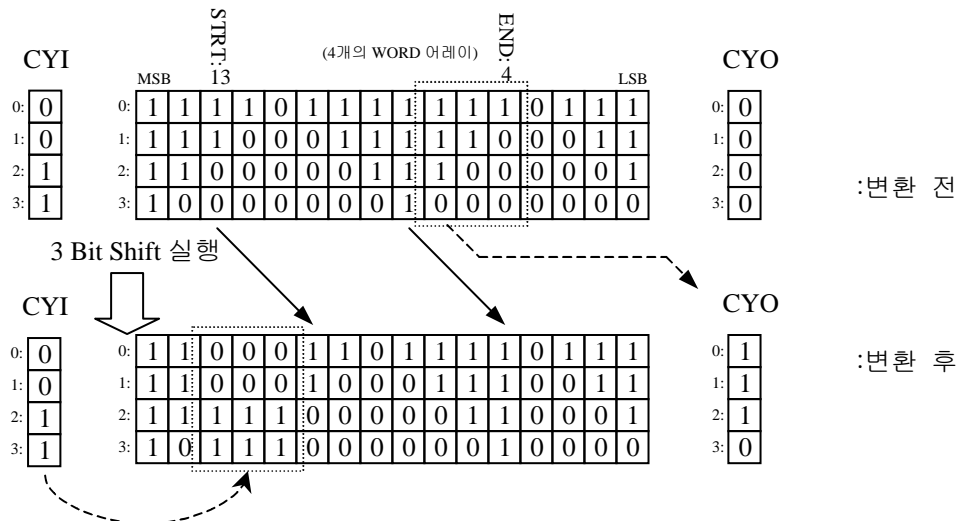 STRT:
13
(4개의 WORD 어레이)
END:
4
CYI
MSB
LSB
CYO
0: 0
0: 1 1 1 1 0 1 1 1 1 1 1 1 0 1 1 1
0: 0
1: 0
1: 1 1 1 0 0 0 1 1 1 1 1 0 0 0 1 1
1: 0
2: 1
2: 1 1 0 0 0 0 0 1 1 1 0 0 0 0 0 1
2: 0
3: 1
3: 1 0 0 0 0 0 0 0 1 0 0 0 0 0 0 0
3: 0
:변환 전
3 Bit Shift 실행
CYI
CYO
0: 0
0: 1 1 0 0 0 1 1 0 1 1 1 1 0 1 1 1
0: 1
1: 0
1: 1 1 0 0 0 1 0 0 0 1 1 1 0 0 1 1
1: 1
2: 1
2: 1 1 1 1 1 0 0 0 0 0 1 1 0 0 0 1
2: 1
3: 1
3: 1 0 1 1 1 0 0 0 0 0 0 1 0 0 0 0
3: 0
:변환 후